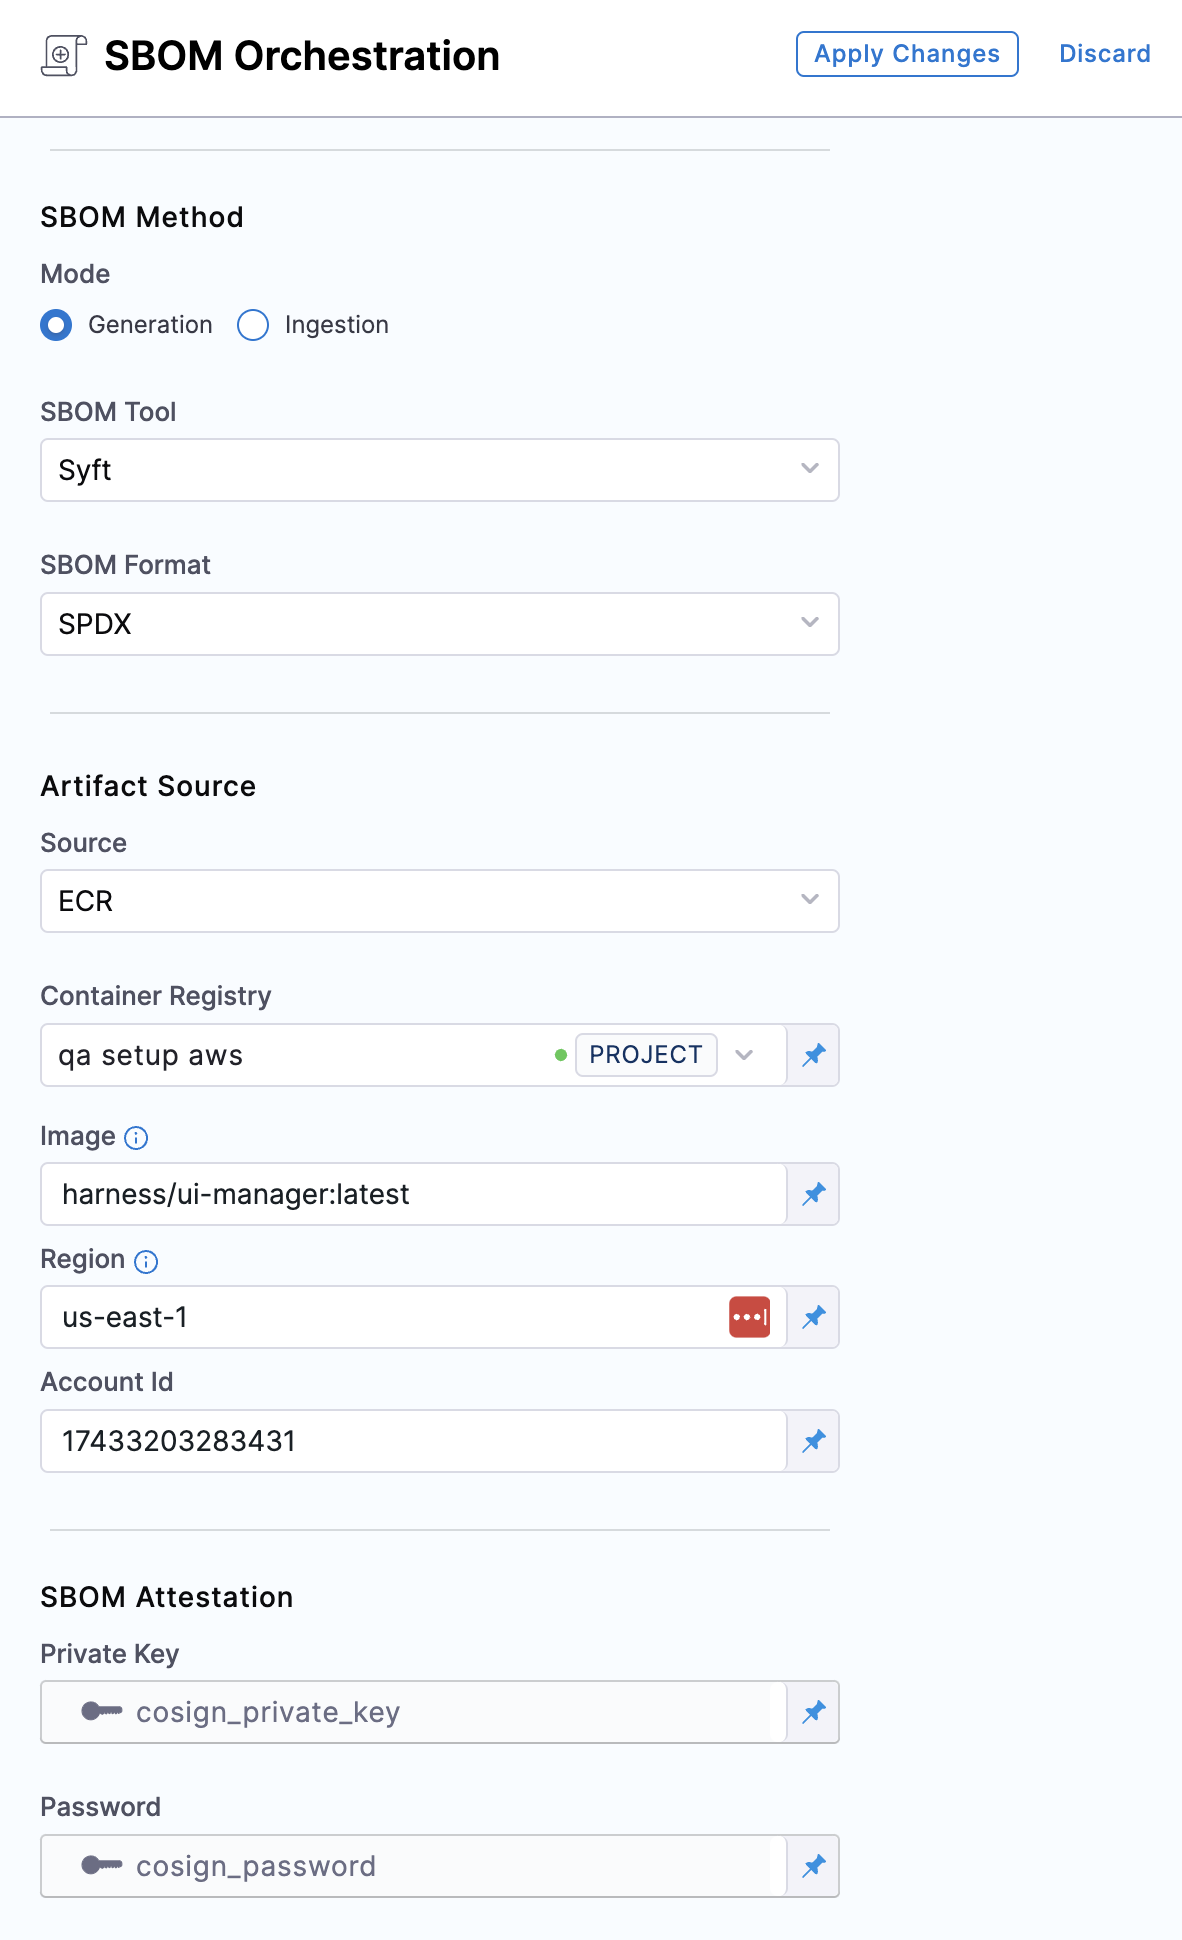 SBOM Orchestration
Apply Changes
Discard
SBOM Method
Mode
Generation
Ingestion
SBOM Tool
Syft
SBOM Format
SPDX
Artifact Source
Source
ECR
Container Registry
qa setup aws
PROJECT
Image
harness/ui-manager:latest
Region
us-east-1
Account Id
17433203283431
SBOM Attestation
Private Key
cosign_private_key
Password
cosign_password